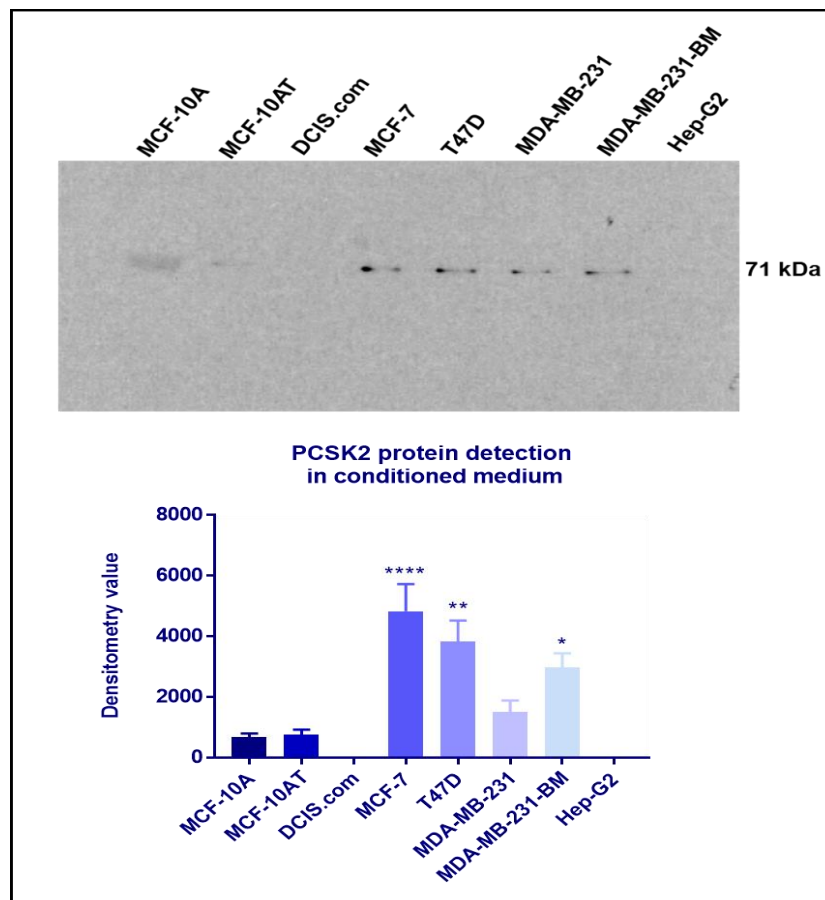 MCF-10A
MCF-10AT
DCIS.com
MCF-7
T47D
MDA-MB-231
MDA-MB-231-BM
Hep-G2
71 kDa
PCSK2 protein detection
in conditioned medium
Densitometry value
8000
6000
4000
2000
0
****
**
*
MCF-10A
MCF-10AT
DCIS.com
MCF-7
T47D
MDA-MB-231
MDA-MB-231-BM
Hep-G2